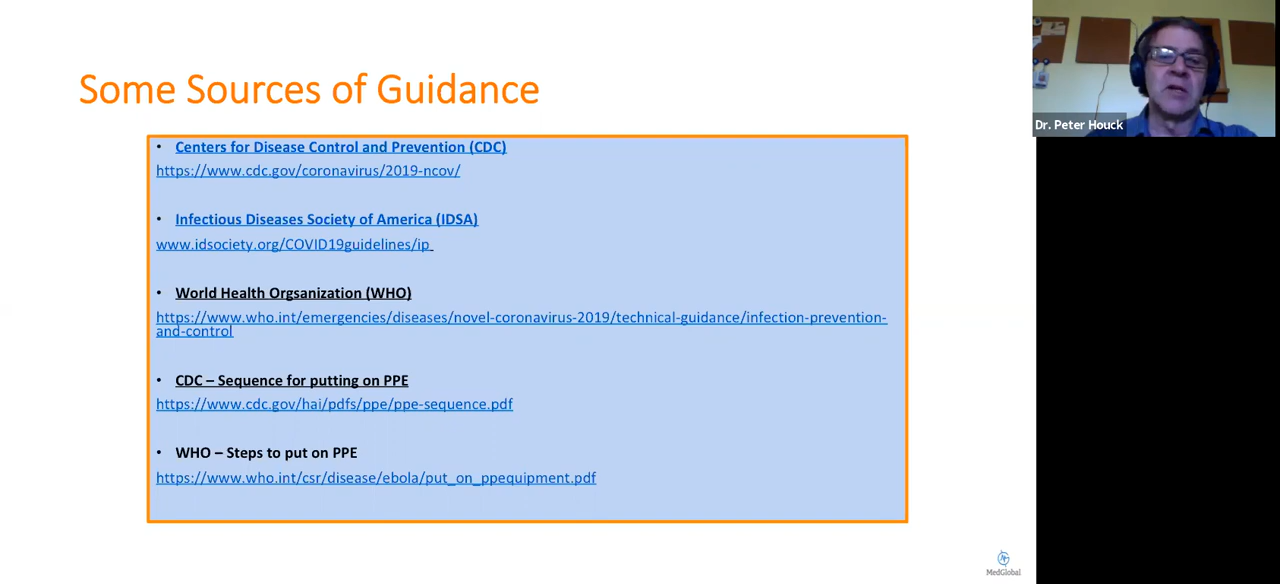 Some Sources of Guidance
• Centers for Disease Control and Prevention (CDC)
https://www.cdc.gov/coronavirus/2019-ncov/
• Infectious Diseases Society of America (IDSA)
www.idsociety.org/COVID19guidelines/ip
• World Health Orgsanization (WHO)
https://www.who.int/emergencies/diseases/novel-coronavirus-2019/technical-guidance/infection-prevention-
and-control
• CDC – Sequence for putting on PPE
https://www.cdc.gov/hai/pdfs/ppe/ppe-sequence.pdf
• WHO – Steps to put on PPE
https://www.who.int/csr/disease/ebola/put_on_ppequipment.pdf
Dr. Peter Houck
MedGlobal